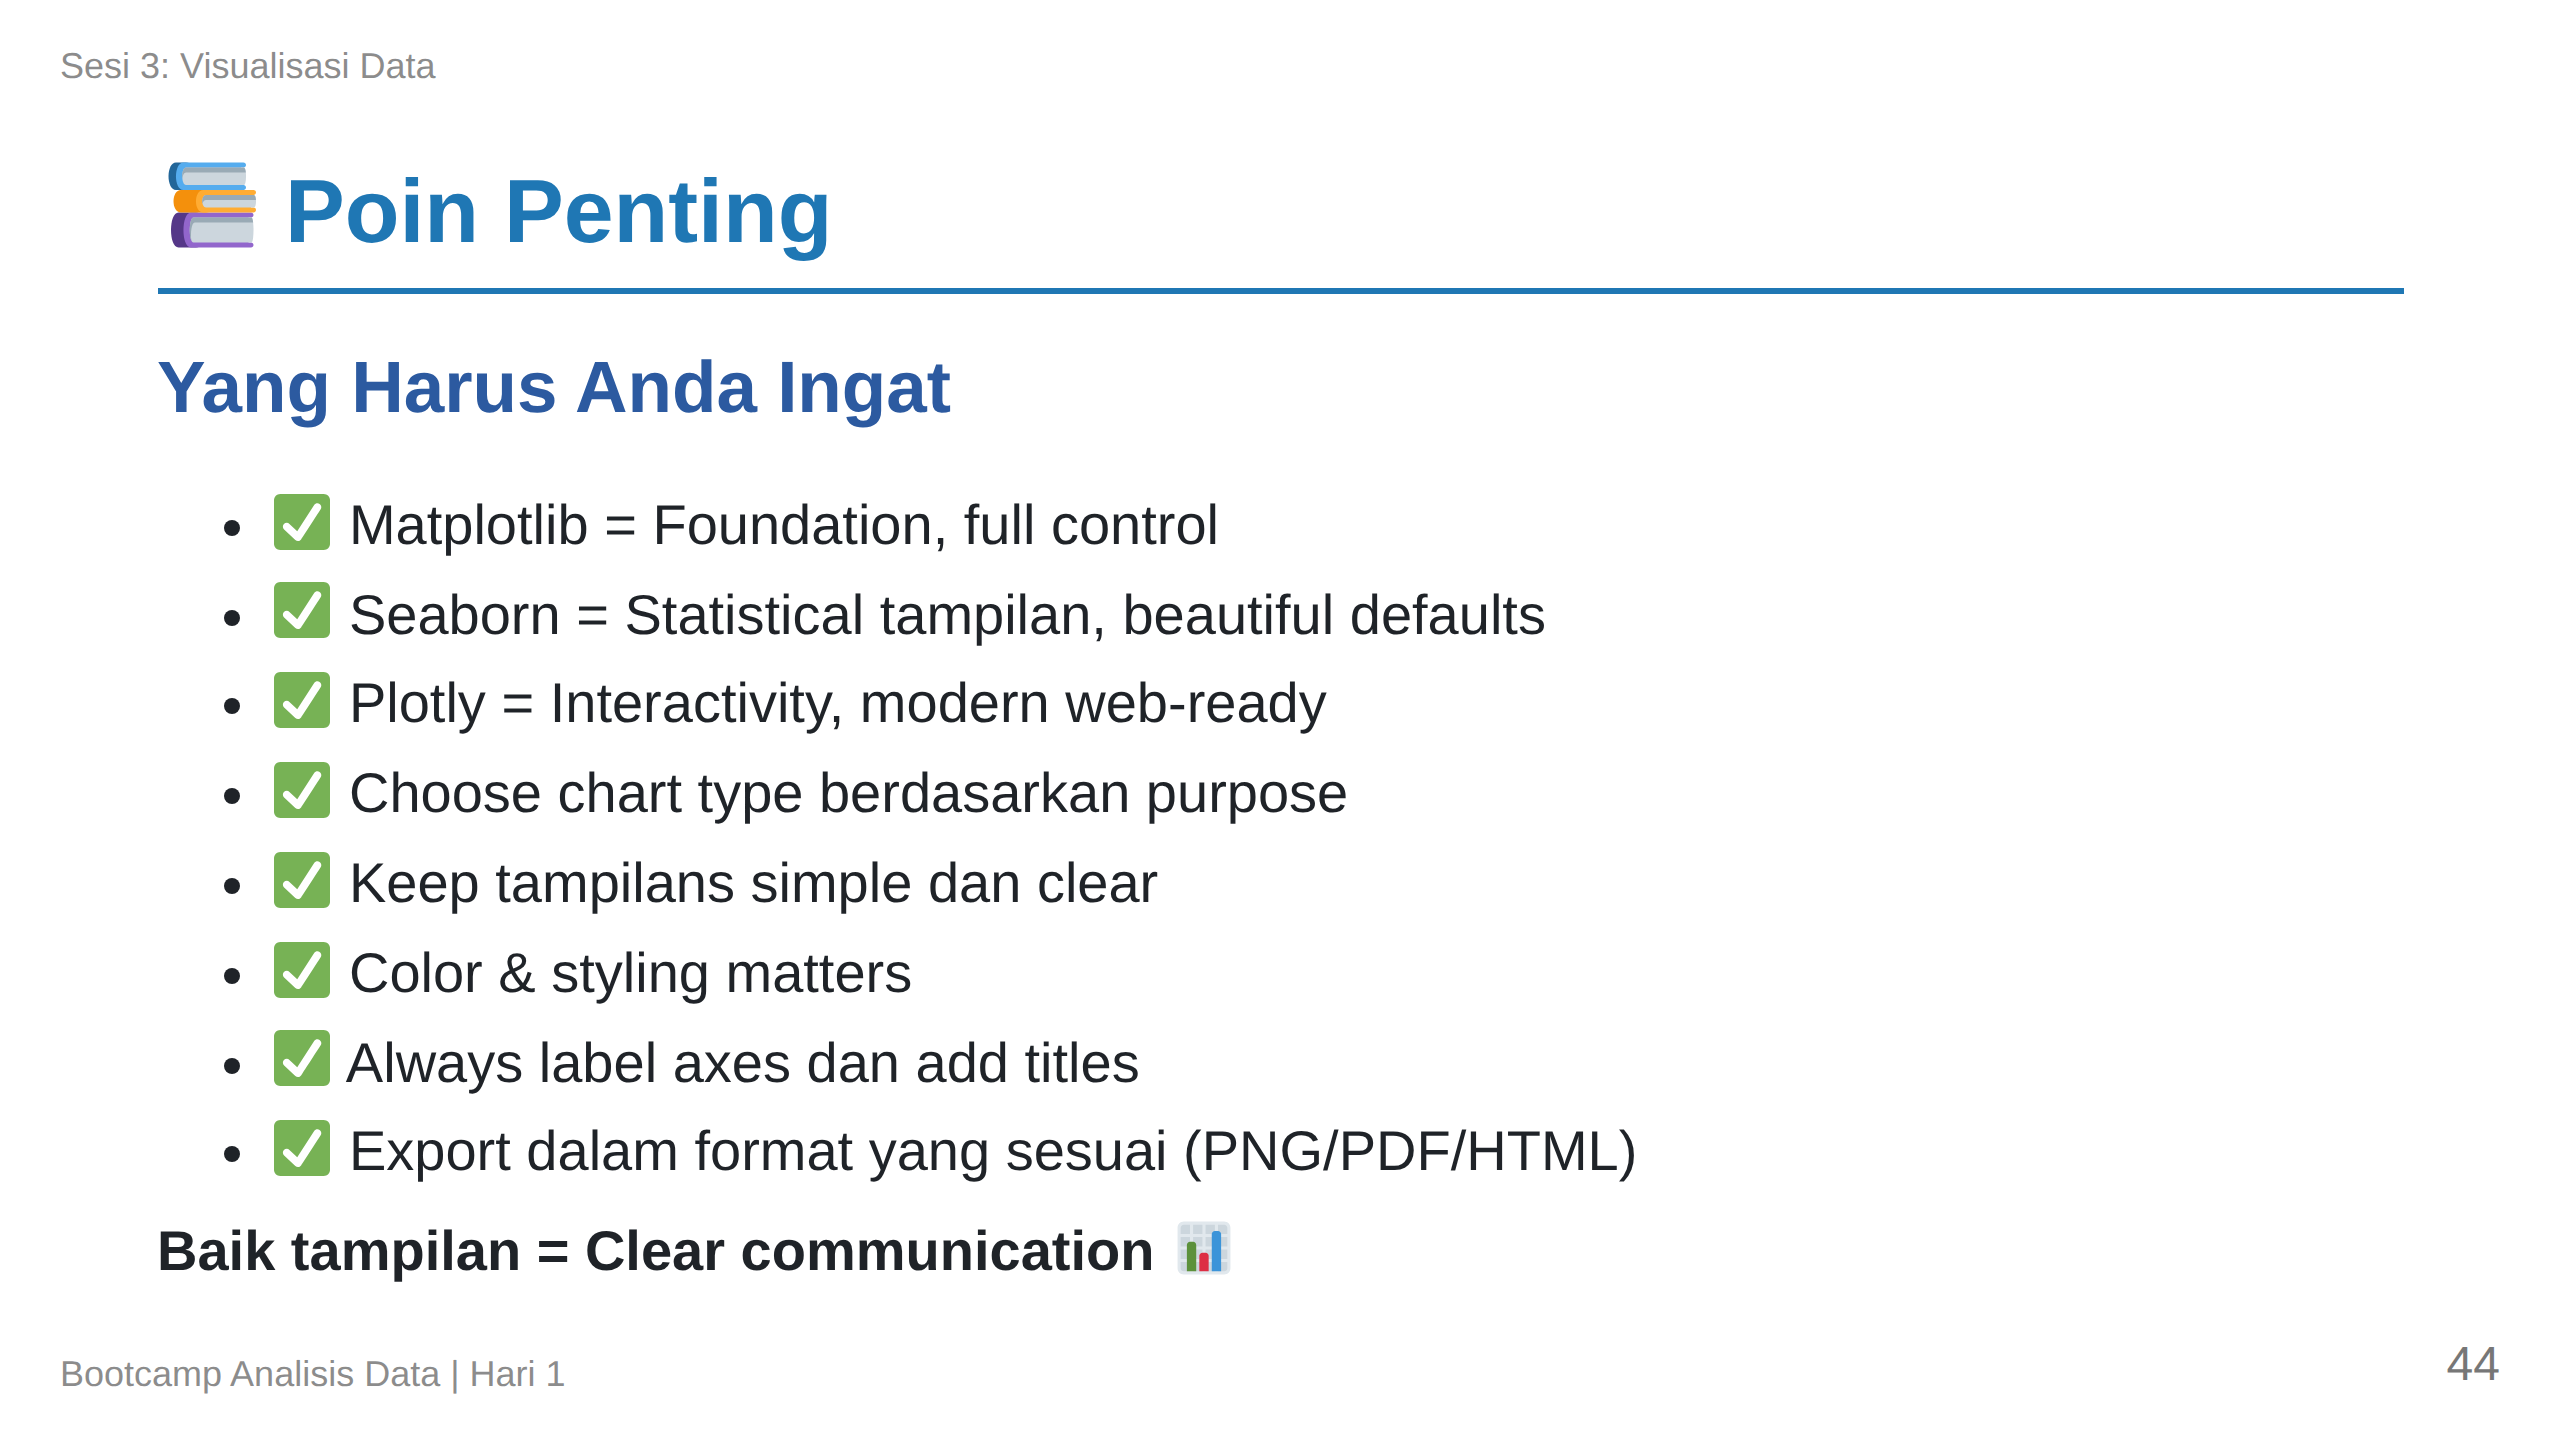 Sesi 3: Visualisasi Data
📚 Poin Penting
Yang Harus Anda Ingat
• ✅ Matplotlib = Foundation, full control
• ✅ Seaborn = Statistical tampilan, beautiful defaults
• ✅ Plotly = Interactivity, modern web-ready
• ✅ Choose chart type berdasarkan purpose
• ✅ Keep tampilans simple dan clear
• ✅ Color & styling matters
• ✅ Always label axes dan add titles
• ✅ Export dalam format yang sesuai (PNG/PDF/HTML)
Baik tampilan = Clear communication 📊
Bootcamp Analisis Data | Hari 1
44